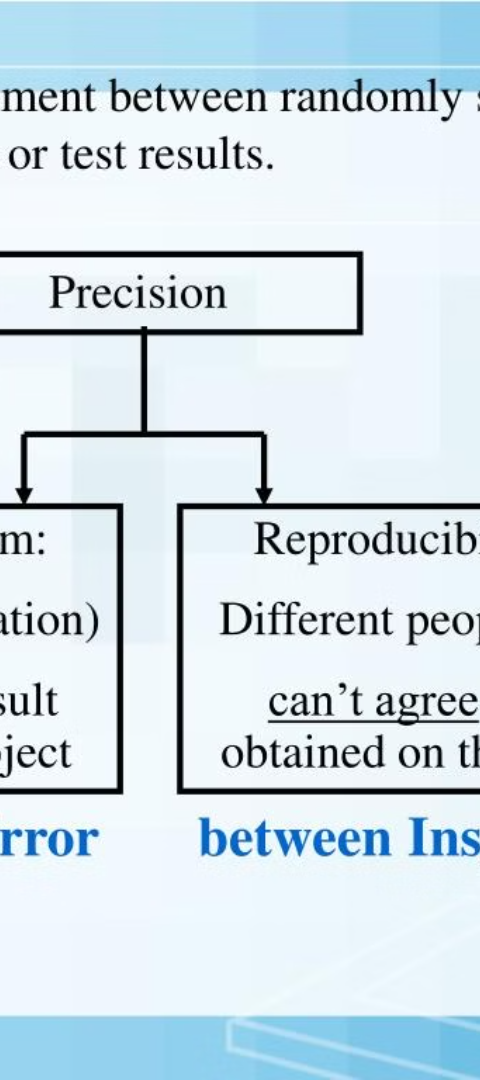 ment between randomly s
or test results.
Precision
m:
ation)
sult
ject
rror
Reproducibi
Different peop
can't agree
obtained on th
between Ins